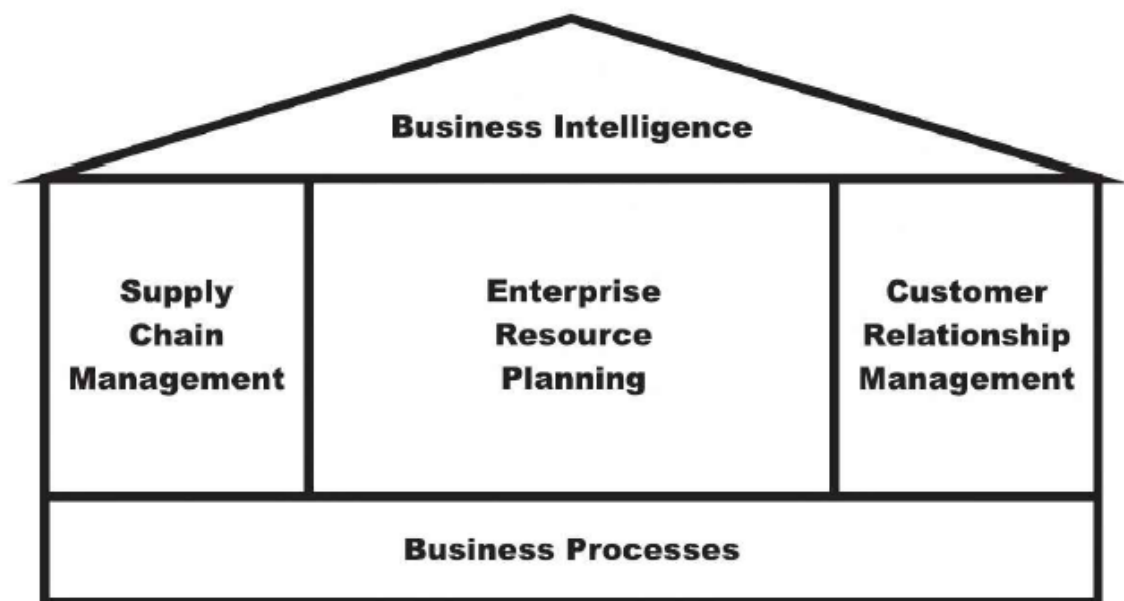 Business Intelligence
Supply
Chain
Management
Enterprise
Resource
Planning
Customer
Relationship
Management
Business Processes